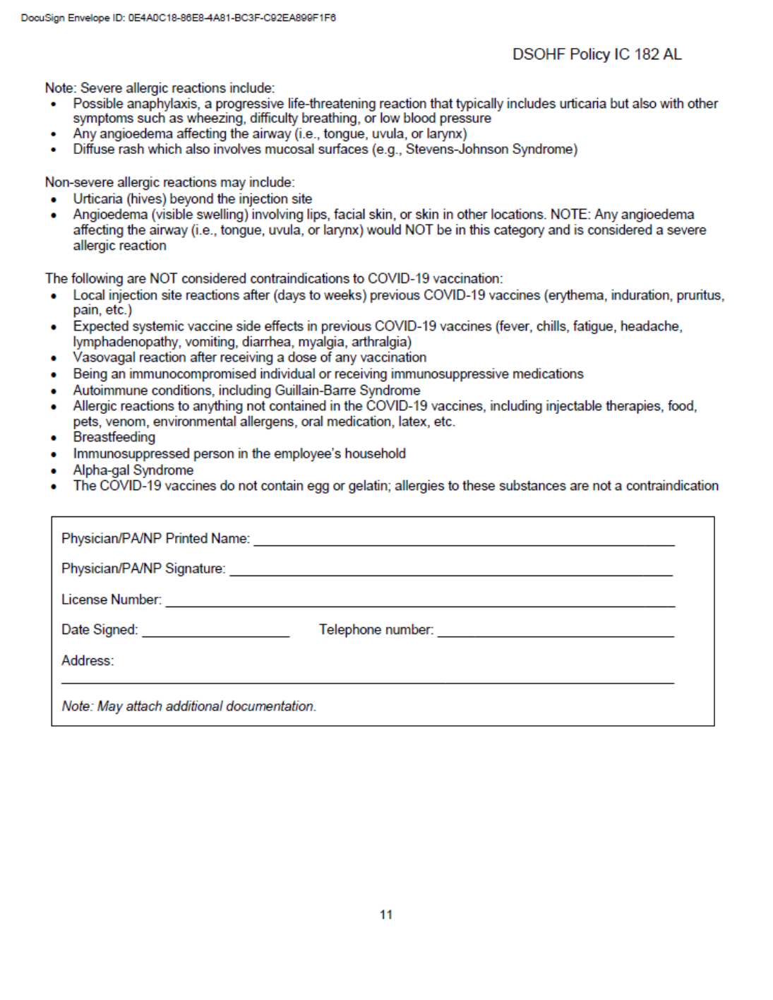 DocuSign Envelope ID: 0E4A0C18-86E8-4A81-BC3F-C92EA899F1F6
DSOHF Policy IC 182 AL
Note: Severe allergic reactions include:
• Possible anaphylaxis, a progressive life-threatening reaction that typically includes urticaria but also with other
symptoms such as wheezing, difficulty breathing, or low blood pressure
• Any angioedema affecting the airway (i.e., tongue, uvula, or larynx)
• Diffuse rash which also involves mucosal surfaces (e.g., Stevens-Johnson Syndrome)
Non-severe allergic reactions may include:
• Urticaria (hives) beyond the injection site
• Angioedema (visible swelling) involving lips, facial skin, or skin in other locations. NOTE: Any angioedema
affecting the airway (i.e., tongue, uvula, or larynx) would NOT be in this category and is considered a severe
allergic reaction
The following are NOT considered contraindications to COVID-19 vaccination:
• Local injection site reactions after (days to weeks) previous COVID-19 vaccines (erythema, induration, pruritus,
pain, etc.)
• Expected systemic vaccine side effects in previous COVID-19 vaccines (fever, chills, fatigue, headache,
lymphadenopathy, vomiting, diarrhea, myalgia, arthralgia)
• Vasovagal reaction after receiving a dose of any vaccination
• Being an immunocompromised individual or receiving immunosuppressive medications
• Autoimmune conditions, including Guillain-Barre Syndrome
• Allergic reactions to anything not contained in the COVID-19 vaccines, including injectable therapies, food,
pets, venom, environmental allergens, oral medication, latex, etc.
• Breastfeeding
• Immunosuppressed person in the employee's household
• Alpha-gal Syndrome
• The COVID-19 vaccines do not contain egg or gelatin; allergies to these substances are not a contraindication
Physician/PA/NP Printed Name:
Physician/PA/NP Signature:
License Number:
Date Signed: Telephone number:
Address:
Note: May attach additional documentation.
11